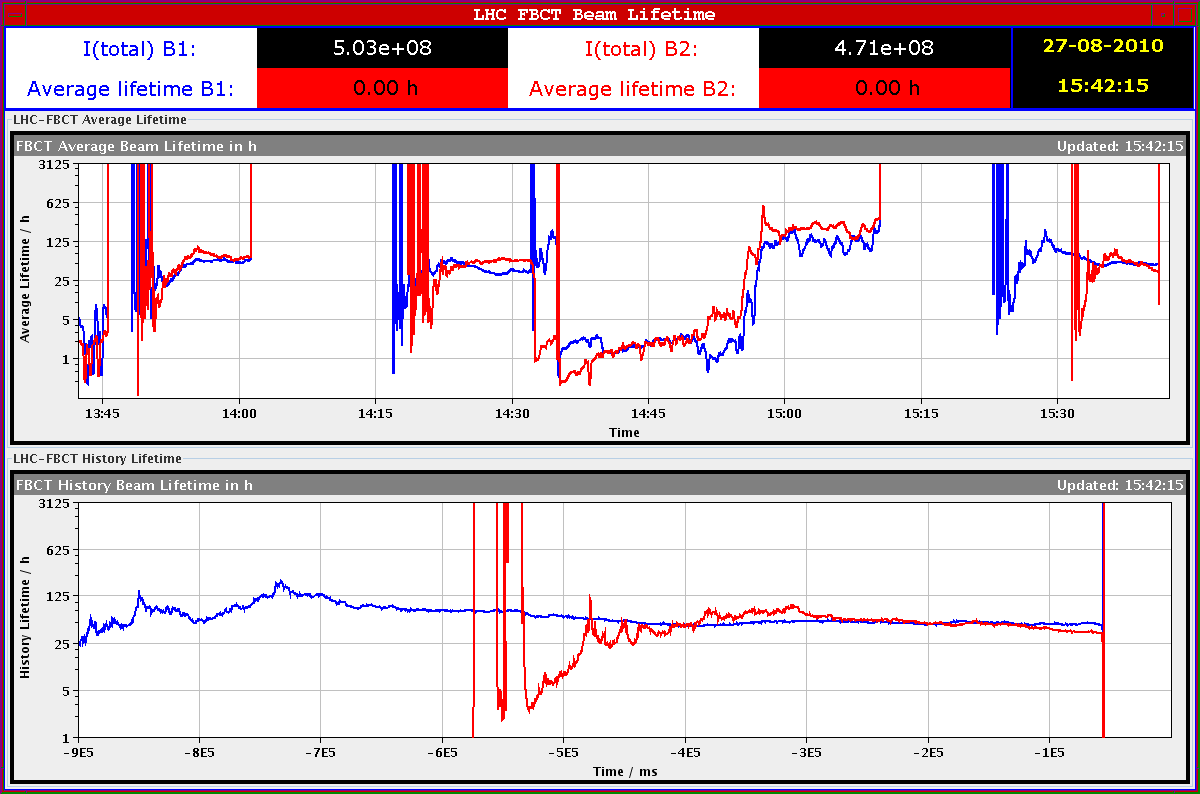 LHC FBCT Beam Lifetime
I(total) B1: 5.03e+08 I(total) B2: 4.71e+08 27-08-2010
Average lifetime B1: 0.00 h Average lifetime B2: 0.00 h 15:42:15
LHC-FBCT Average Lifetime
FBCT Average Beam Lifetime in h Updated: 15:42:15
3125
625
125
25
5
1
Average Lifetime / h
13:45 14:00 14:15 14:30 14:45 15:00 15:15 15:30
Time
LHC-FBCT History Lifetime
FBCT History Beam Lifetime in h Updated: 15:42:15
3125
625
125
25
5
1
History Lifetime / h
-9E5 -8E5 -7E5 -6E5 -5E5 -4E5 -3E5 -2E5 -1E5
Time / ms